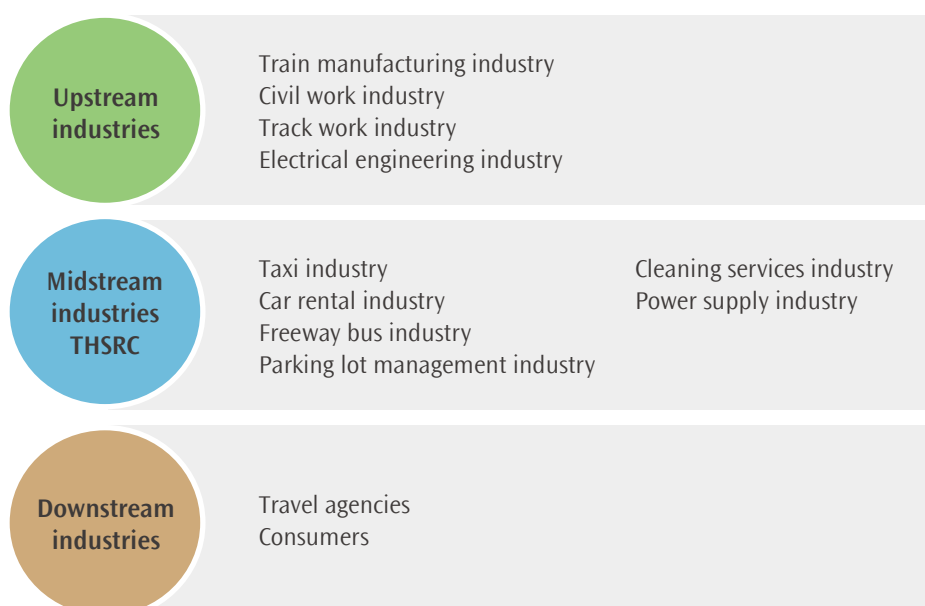 Upstream
industries
Train manufacturing industry
Civil work industry
Track work industry
Electrical engineering industry
Midstream
industries
THSRC
Taxi industry
Car rental industry
Freeway bus industry
Parking lot management industry
Cleaning services industry
Power supply industry
Downstream
industries
Travel agencies
Consumers